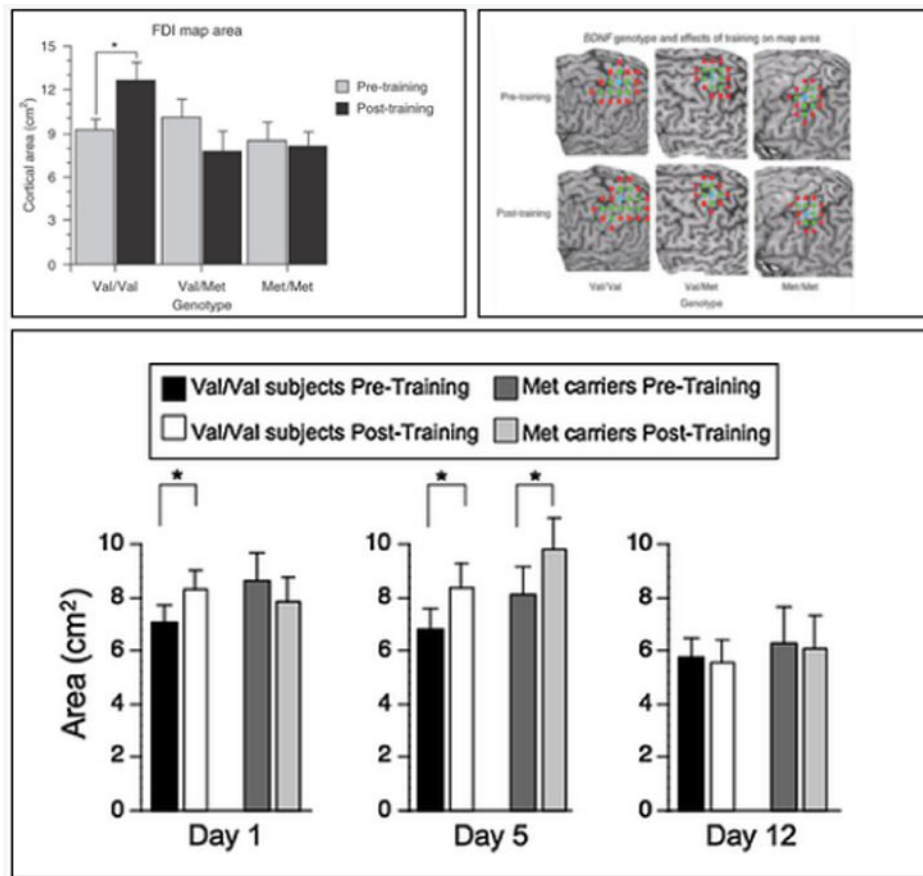 FDI map area
*
15
12
9
6
3
0
Cortical area (cm²)
Pre-training
Post-training
Val/Val Val/Met Met/Met
Genotype
BDNF genotype and effects of training on map area
Pre-training
Post-training
Val/Val Val/Met Met/Met
Genotype
Val/Val subjects Pre-Training Met carriers Pre-Training
Val/Val subjects Post-Training Met carriers Post-Training
* * *
Area (cm²)
10
8
6
4
2
0
Day 1
10
8
6
4
2
0
Day 5
10
8
6
4
2
0
Day 12